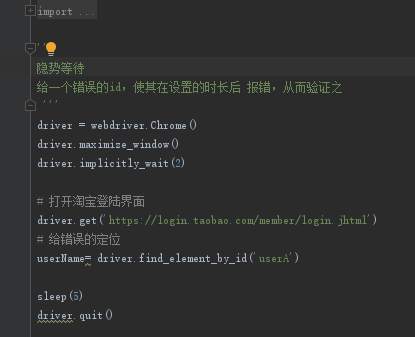 import ...
'''
隐势等待
给一个错误的id，使其在设置的时长后 报错，从而验证之
'''
driver = webdriver.Chrome()
driver.maximize_window()
driver.implicitly_wait(2)
# 打开淘宝登陆界面
driver.get('https://login.taobao.com/member/login.jhtml')
# 给错误的定位
userName= driver.find_element_by_id('userA')
sleep(5)
driver.quit()